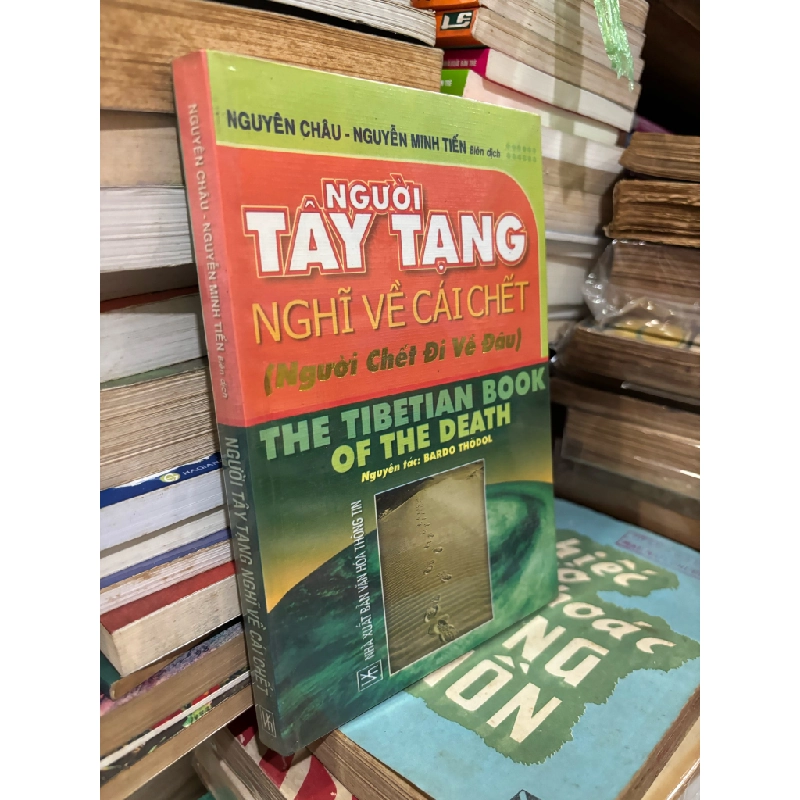 NGUYÊN CHÂU - NGUYỄN MINH TIẾN Biên dịch
NGƯỜI
TÂY TẠNG
NGHĨ VỀ CÁI CHẾT
(Người Chết Đi Về Đâu)
THE TIBETIAN BOOK
OF THE DEATH
Nguyên tác: BARDO THODOL
NHÀ XUẤT BẢN VĂN HÓA THÔNG TIN
NGUYÊN CHÂU - NGUYỄN MINH TIẾN Biên dịch
NGƯỜI TÂY TẠNG NGHĨ VỀ CÁI CHẾT